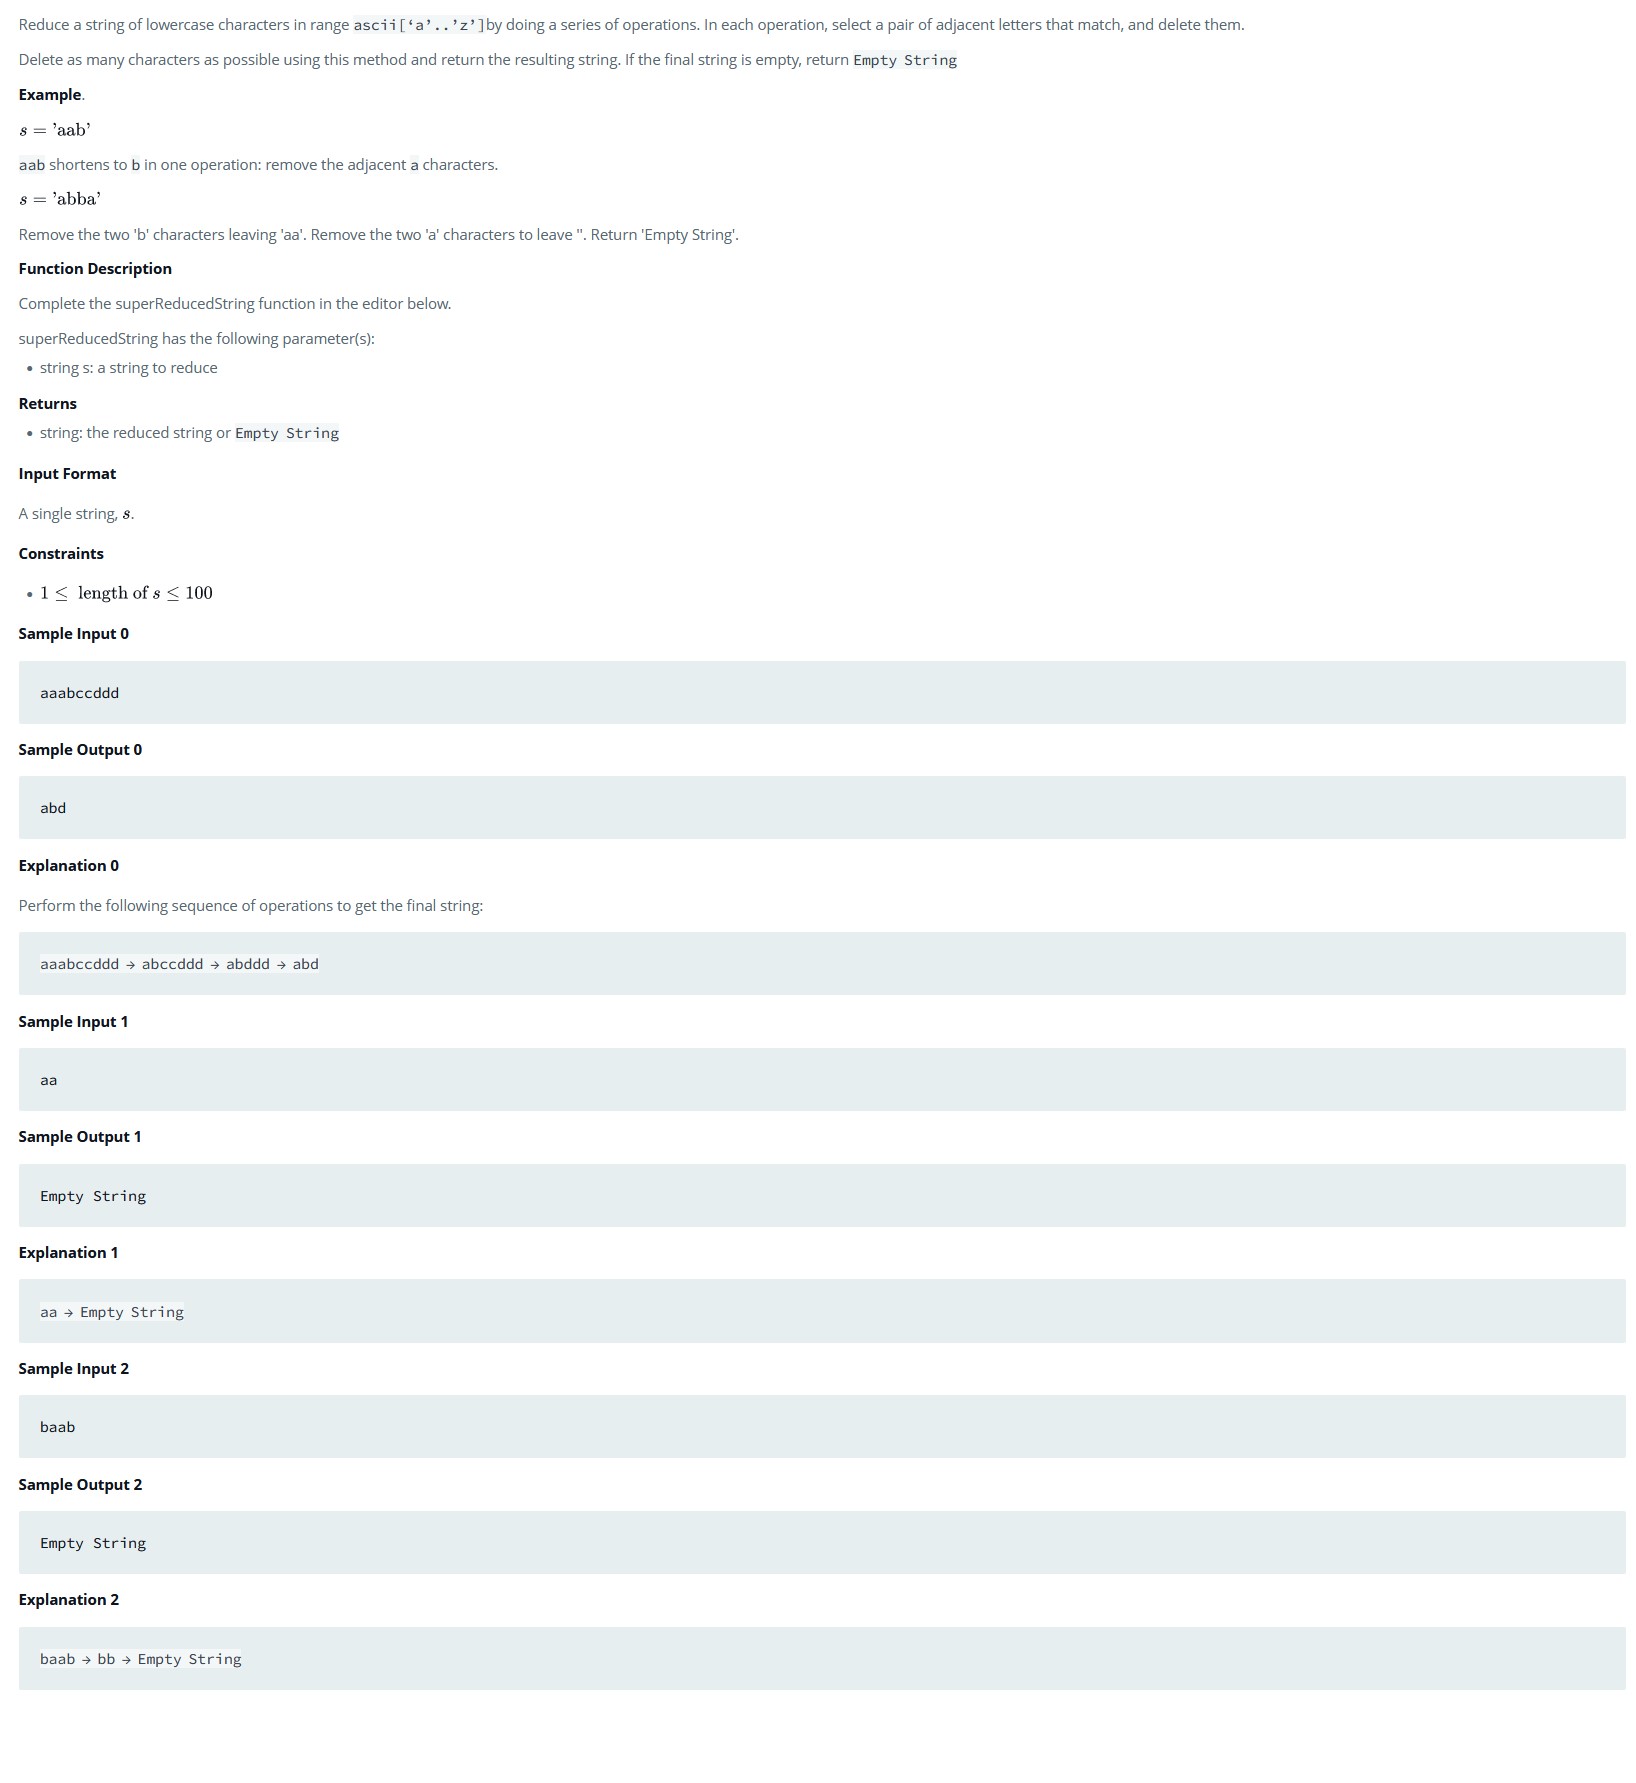 Reduce a string of lowercase characters in range ascii[‘a’..’z’]by doing a series of operations. In each operation, select a pair of adjacent letters that match, and delete them.
Delete as many characters as possible using this method and return the resulting string. If the final string is empty, return Empty String
Example.
s = ’aab’
aab shortens to b in one operation: remove the adjacent a characters.
s = ’abba’
Remove the two 'b' characters leaving 'aa'. Remove the two 'a' characters to leave ''. Return 'Empty String'.
Function Description
Complete the superReducedString function in the editor below.
superReducedString has the following parameter(s):
• string s: a string to reduce
Returns
• string: the reduced string or Empty String
Input Format
A single string, s.
Constraints
• 1 ≤ length of s ≤ 100
Sample Input 0
aaabccddd
Sample Output 0
abd
Explanation 0
Perform the following sequence of operations to get the final string:
aaabccddd → abccddd → abddd → abd
Sample Input 1
aa
Sample Output 1
Empty String
Explanation 1
aa → Empty String
Sample Input 2
baab
Sample Output 2
Empty String
Explanation 2
baab → bb → Empty String